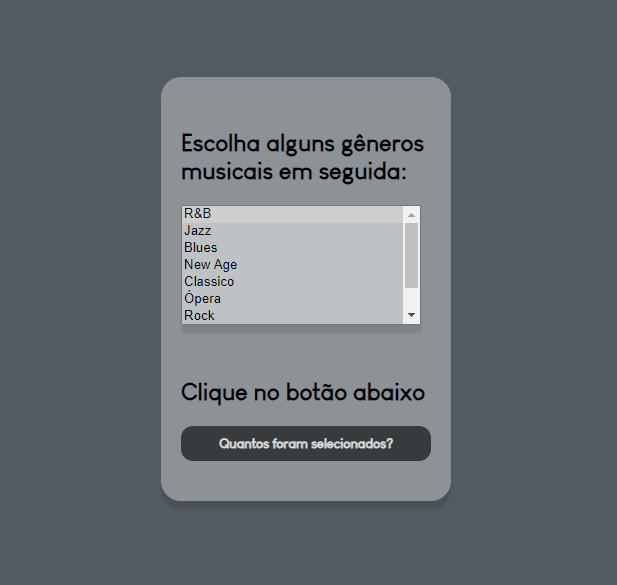 Escolha alguns gêneros
musicais em seguida:
R&B
Jazz
Blues
New Age
Classico
Ópera
Rock
Clique no botão abaixo
Quantos foram selecionados?